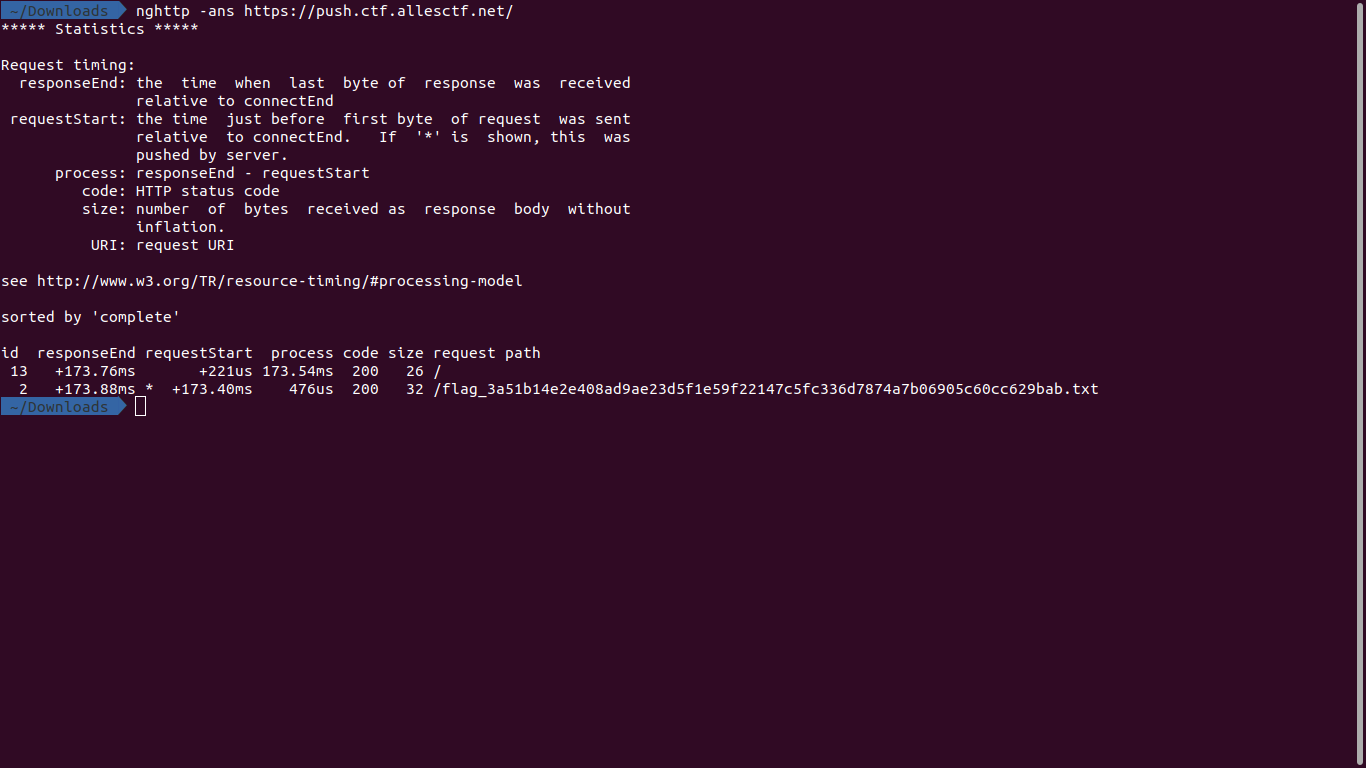 ~/Downloads nghttp -ans https://push.ctf.allesctf.net/
***** Statistics *****
Request timing:
responseEnd: the time when last byte of response was received
relative to connectEnd
requestStart: the time just before first byte of request was sent
relative to connectEnd. If '*' is shown, this was
pushed by server.
process: responseEnd - requestStart
code: HTTP status code
size: number of bytes received as response body without
inflation.
URI: request URI
see http://www.w3.org/TR/resource-timing/#processing-model
sorted by 'complete'
id responseEnd requestStart process code size request path
13 +173.76ms +221us 173.54ms 200 26 /
2 +173.88ms * +173.40ms 476us 200 32 /flag_3a51b14e2e408ad9ae23d5f1e59f22147c5fc336d7874a7b06905c60cc629bab.txt
~/Downloads